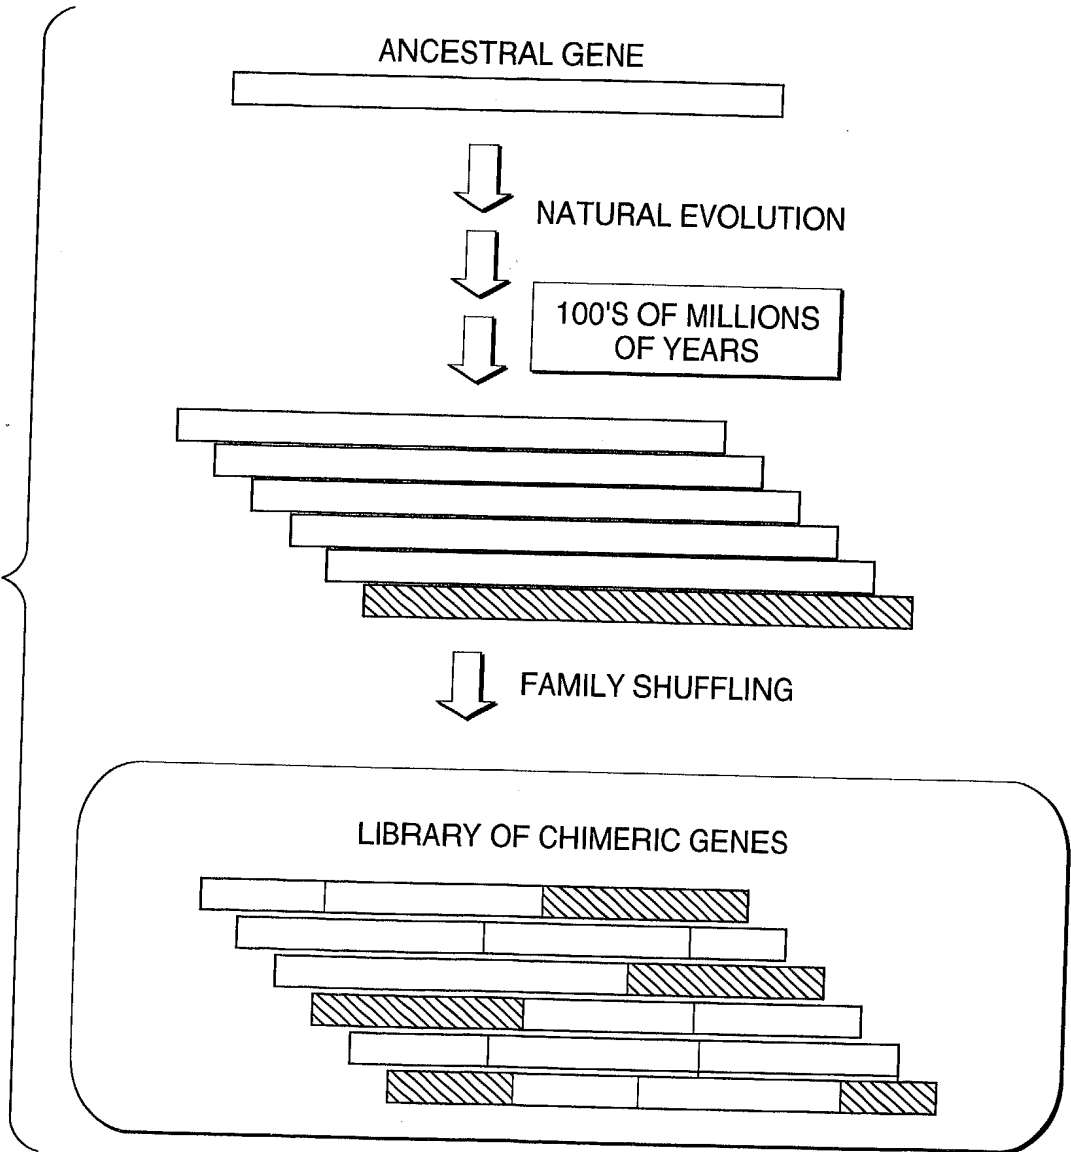 ANCESTRAL GENE
NATURAL EVOLUTION
100'S OF MILLIONS
OF YEARS
FAMILY SHUFFLING
LIBRARY OF CHIMERIC GENES